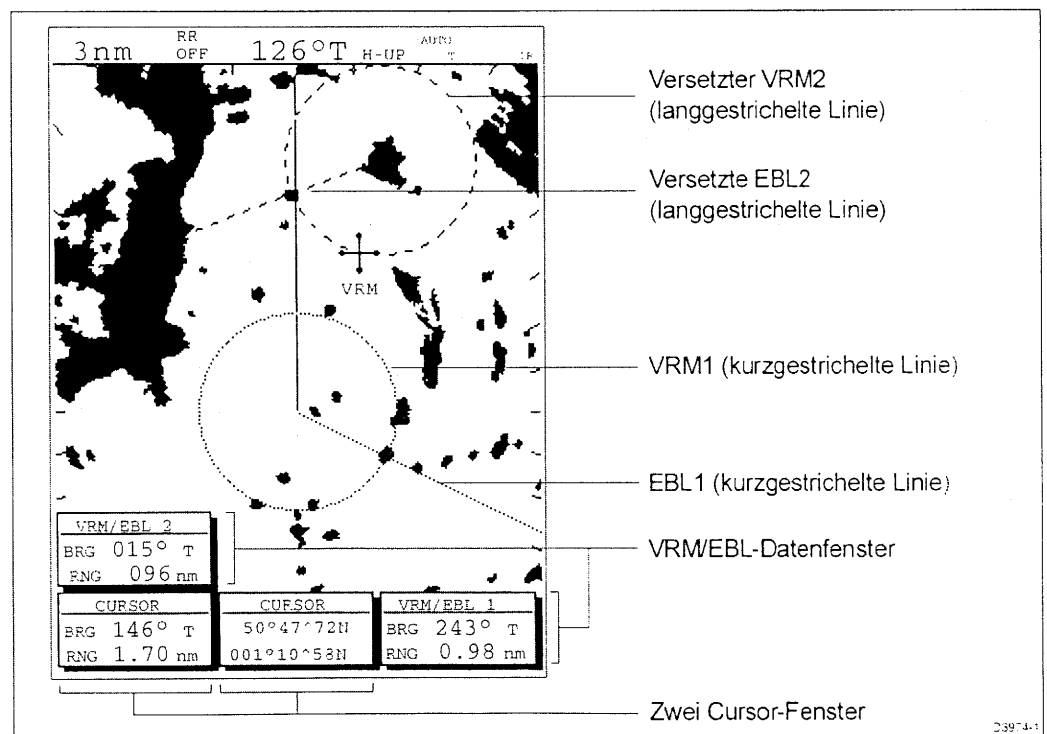 3nm RR OFF 126°T H-UP AUTO T
Versetzter VRM2
(langgestrichelte Linie)
Versetzte EBL2
(langgestrichelte Linie)
VRM
VRM1 (kurzgestrichelte Linie)
EBL1 (kurzgestrichelte Linie)
VRM/EBL-Datenfenster
VRM/EBL 2
BRG 015° T
RNG 096 nm
CURSOR
BRG 146° T
RNG 1.70 nm
CURSOR
50°47^72N
001°10^58N
VRM/EBL 1
BRG 243° T
RNG 0.98 nm
Zwei Cursor-Fenster